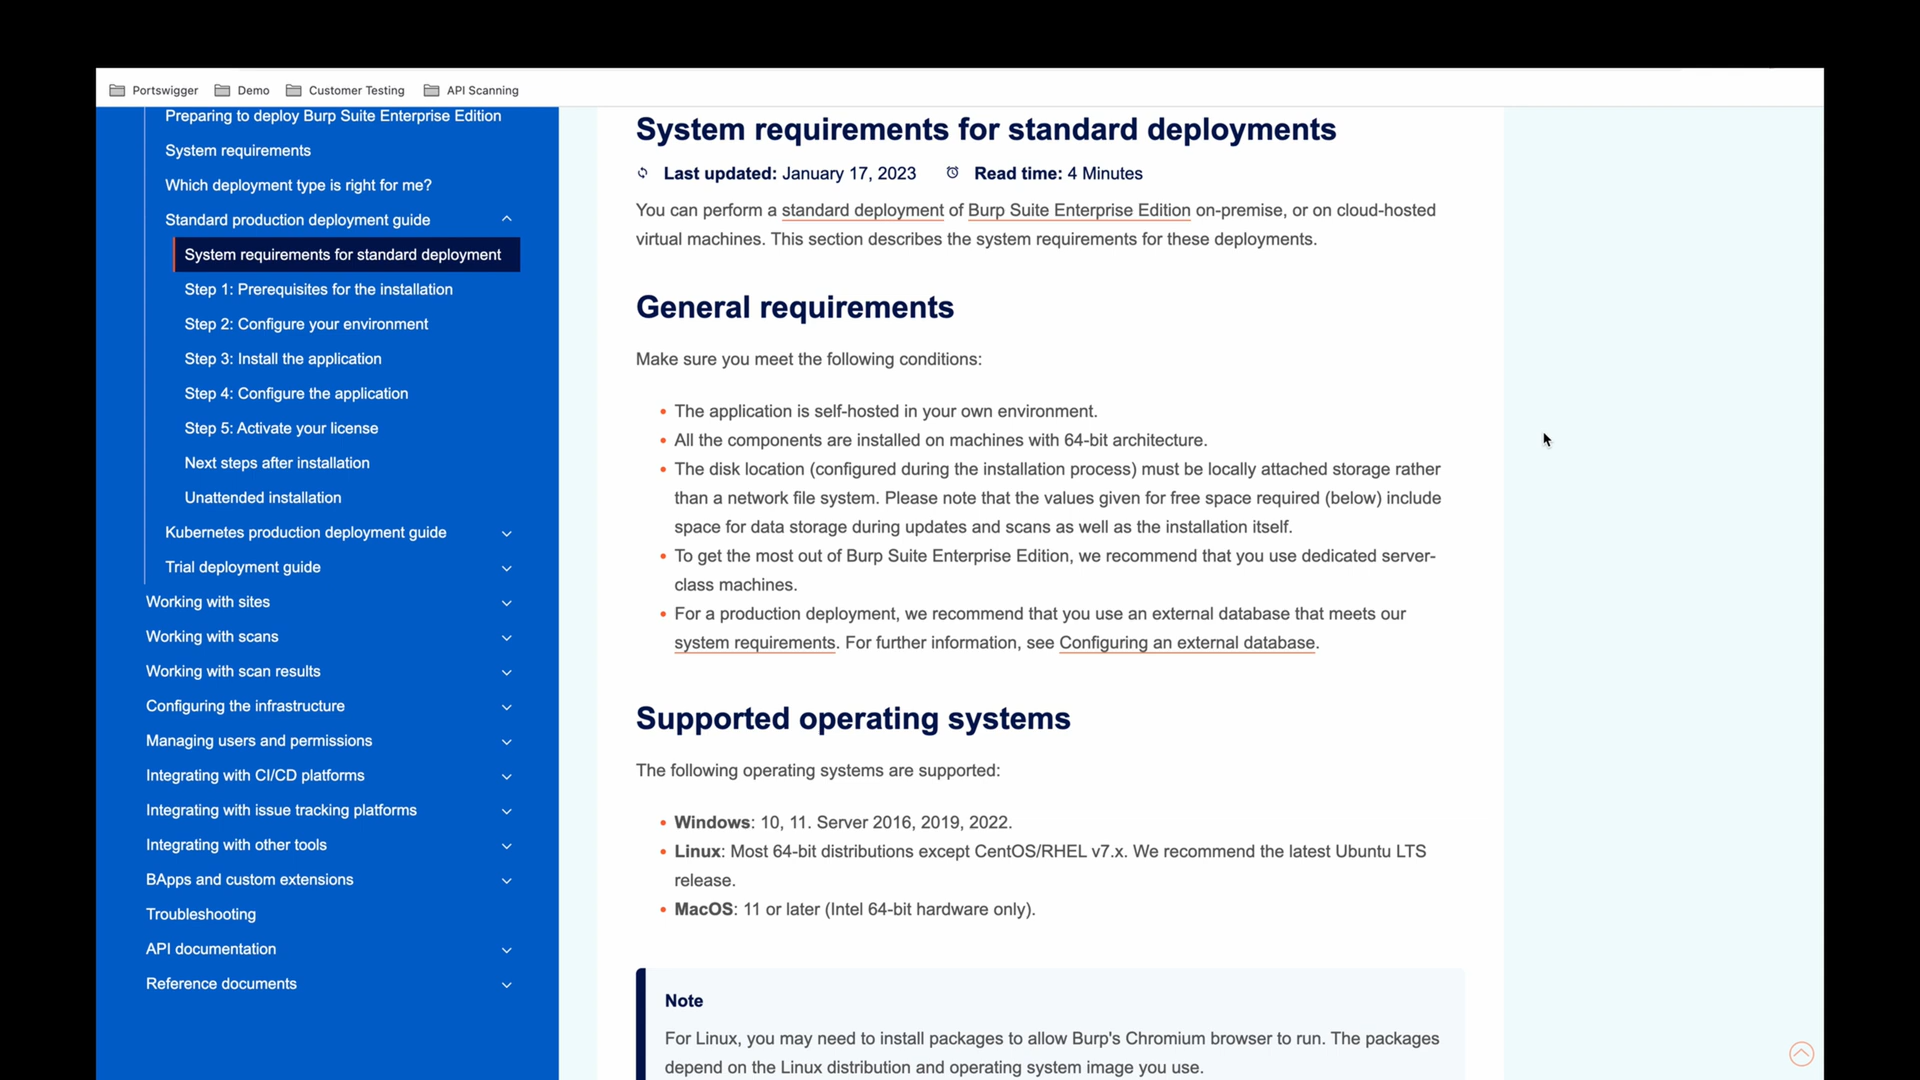 Portswigger Demo Customer Testing API Scanning
Preparing to deploy Burp Suite Enterprise Edition
System requirements
Which deployment type is right for me?
Standard production deployment guide
System requirements for standard deployment
Step 1: Prerequisites for the installation
Step 2: Configure your environment
Step 3: Install the application
Step 4: Configure the application
Step 5: Activate your license
Next steps after installation
Unattended installation
Kubernetes production deployment guide
Trial deployment guide
Working with sites
Working with scans
Working with scan results
Configuring the infrastructure
Managing users and permissions
Integrating with CI/CD platforms
Integrating with issue tracking platforms
Integrating with other tools
BApps and custom extensions
Troubleshooting
API documentation
Reference documents
System requirements for standard deployments
Last updated: January 17, 2023 Read time: 4 Minutes
You can perform a standard deployment of Burp Suite Enterprise Edition on-premise, or on cloud-hosted
virtual machines. This section describes the system requirements for these deployments.
General requirements
Make sure you meet the following conditions:
• The application is self-hosted in your own environment.
• All the components are installed on machines with 64-bit architecture.
• The disk location (configured during the installation process) must be locally attached storage rather
than a network file system. Please note that the values given for free space required (below) include
space for data storage during updates and scans as well as the installation itself.
• To get the most out of Burp Suite Enterprise Edition, we recommend that you use dedicated server-
class machines.
• For a production deployment, we recommend that you use an external database that meets our
system requirements. For further information, see Configuring an external database.
Supported operating systems
The following operating systems are supported:
• Windows: 10, 11. Server 2016, 2019, 2022.
• Linux: Most 64-bit distributions except CentOS/RHEL v7.x. We recommend the latest Ubuntu LTS
release.
• MacOS: 11 or later (Intel 64-bit hardware only).
Note
For Linux, you may need to install packages to allow Burp's Chromium browser to run. The packages
depend on the Linux distribution and operating system image you use.